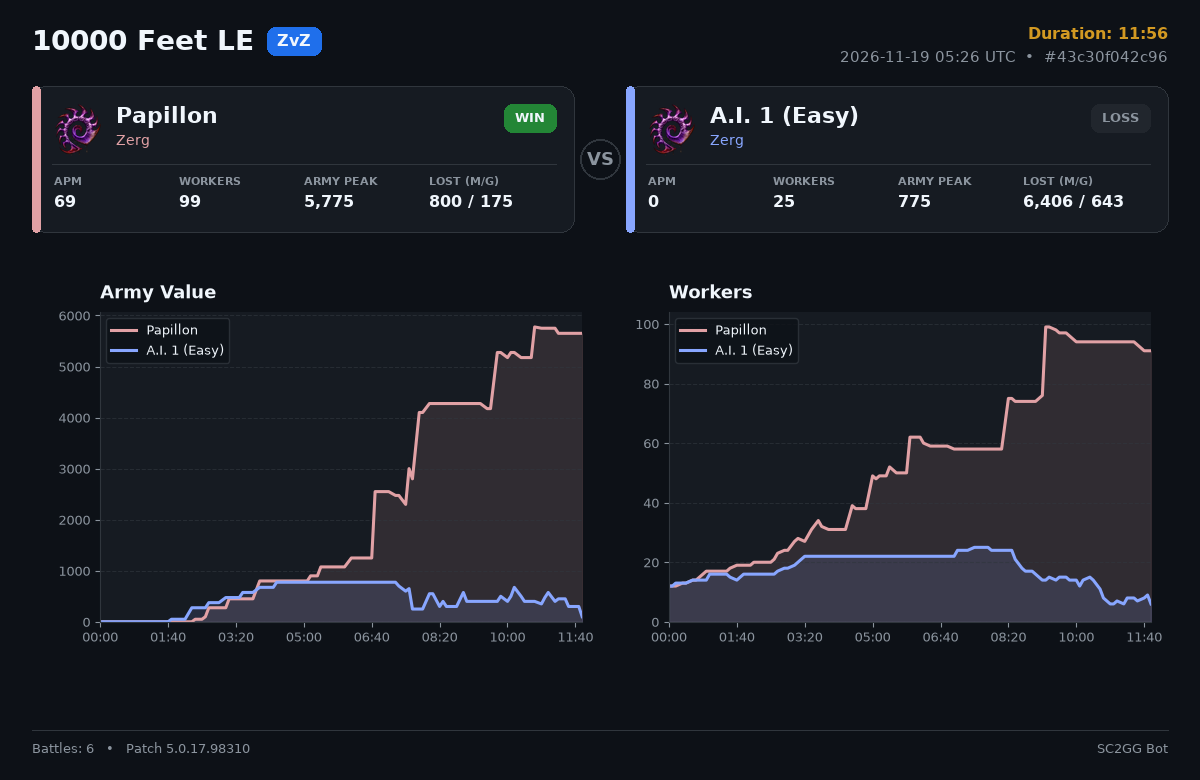 10000 Feet LE ZvZ
Duration: 11:56
2026-11-19 05:26 UTC • #43c30f042c96
Papillon
Zerg
WIN
APM WORKERS ARMY PEAK LOST (M/G)
69 99 5,775 800 / 175
VS
A.I. 1 (Easy)
Zerg
LOSS
APM WORKERS ARMY PEAK LOST (M/G)
0 25 775 6,406 / 643
Army Value
Papillon
A.I. 1 (Easy)
6000
5000
4000
3000
2000
1000
0
00:00 01:40 03:20 05:00 06:40 08:20 10:00 11:40
Workers
Papillon
A.I. 1 (Easy)
100
80
60
40
20
0
00:00 01:40 03:20 05:00 06:40 08:20 10:00 11:40
Battles: 6 • Patch 5.0.17.98310
SC2GG Bot